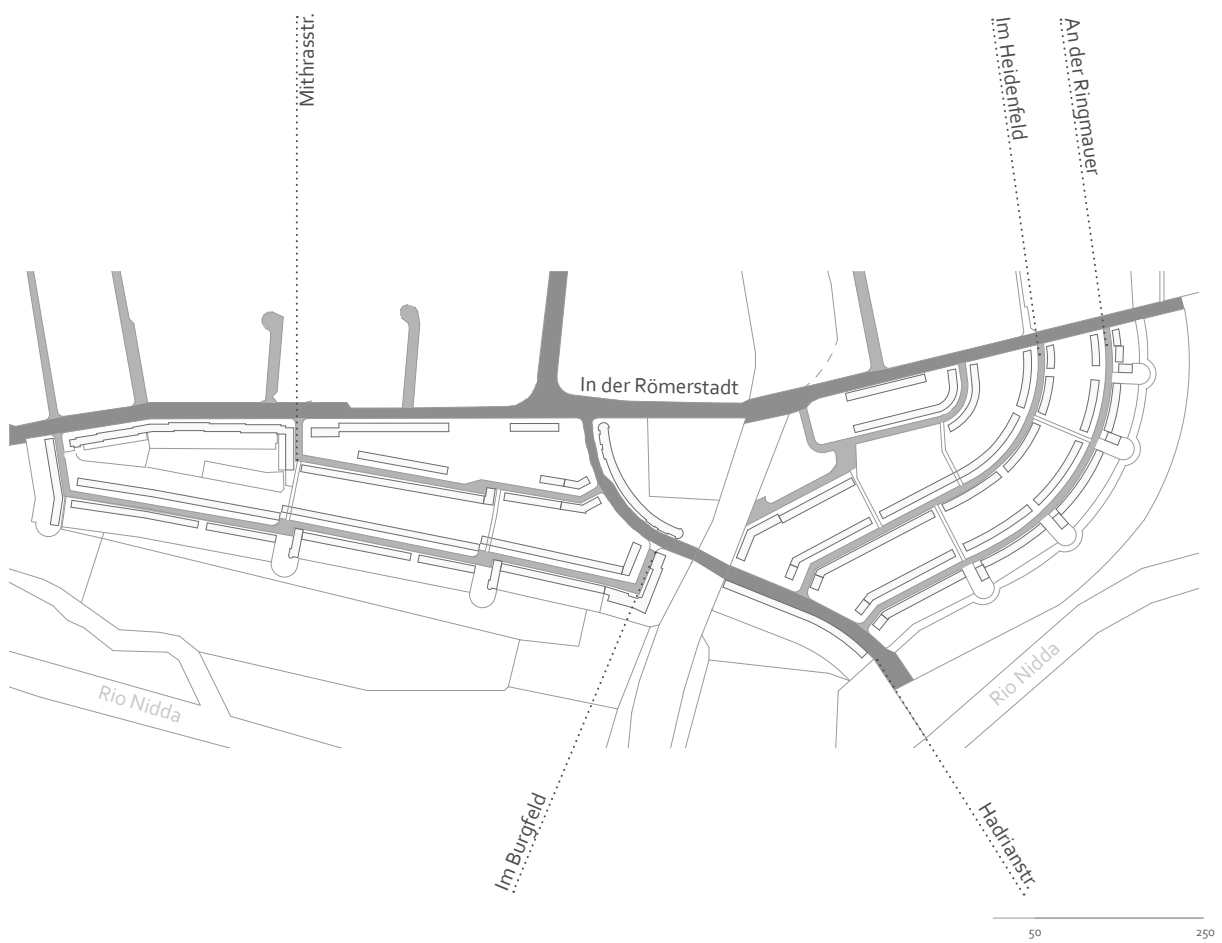 Mithrasstr.
Im Heidenfeld
An der Ringmauer
In der Römerstadt
Rio Nidda
Rio Nidda
Im Burgfeld
Hadrianstr.
50
250